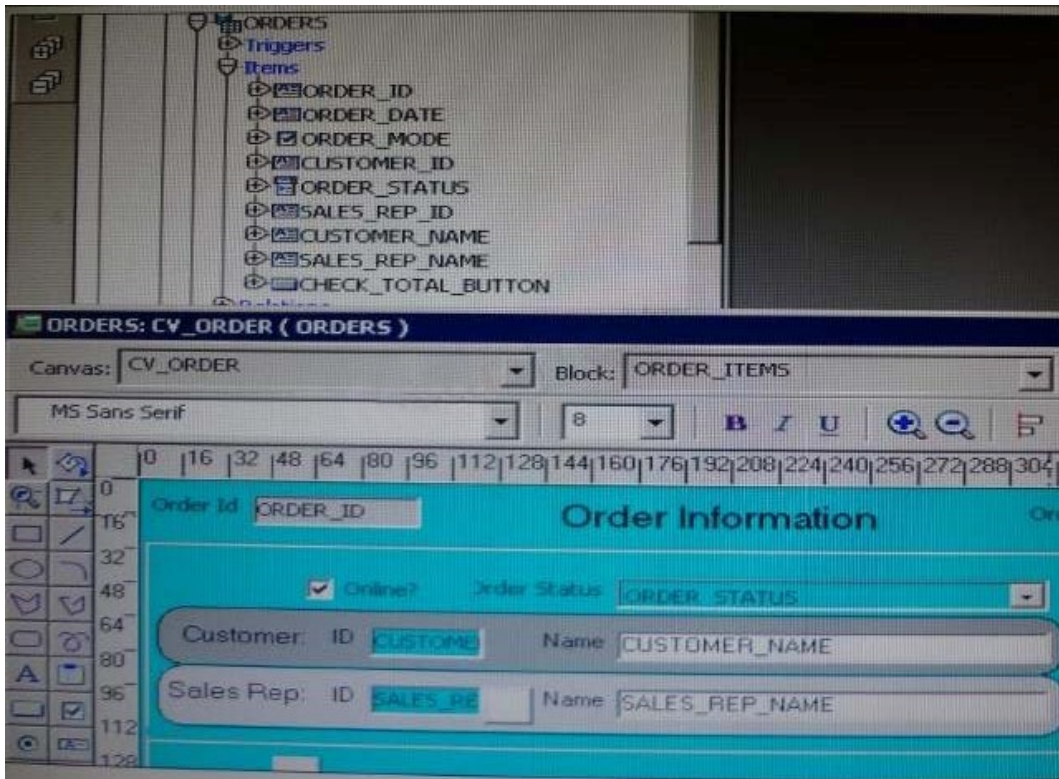 ORDERS
Triggers
Items
ORDER_ID
ORDER_DATE
ORDER_MODE
CUSTOMER_ID
ORDER_STATUS
SALES_REP_ID
CUSTOMER_NAME
SALES_REP_NAME
CHECK_TOTAL_BUTTON
Relations
ORDERS: CV_ORDER ( ORDERS )
Canvas: CV_ORDER Block: ORDER_ITEMS
MS Sans Serif 8 B I U
0 16 32 48 64 80 96 112 128 144 160 176 192 208 224 240 256 272 288 304
0
Order Id ORDER_ID Order Information Or
16
32
48 Online? Order Status ORDER_STATUS
64
Customer: ID CUSTOME Name CUSTOMER_NAME
80
A
96 Sales Rep: ID SALES_RE Name SALES_REP_NAME
112
128